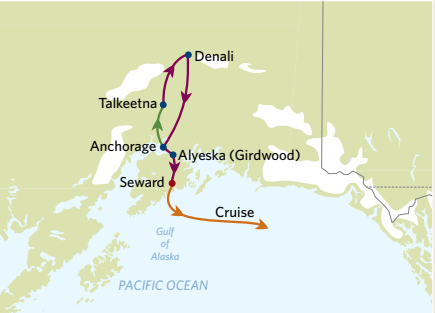 Denali
Talkeetna
Anchorage
Alyeska (Girdwood)
Seward
Cruise
Gulf
of
Alaska
PACIFIC OCEAN